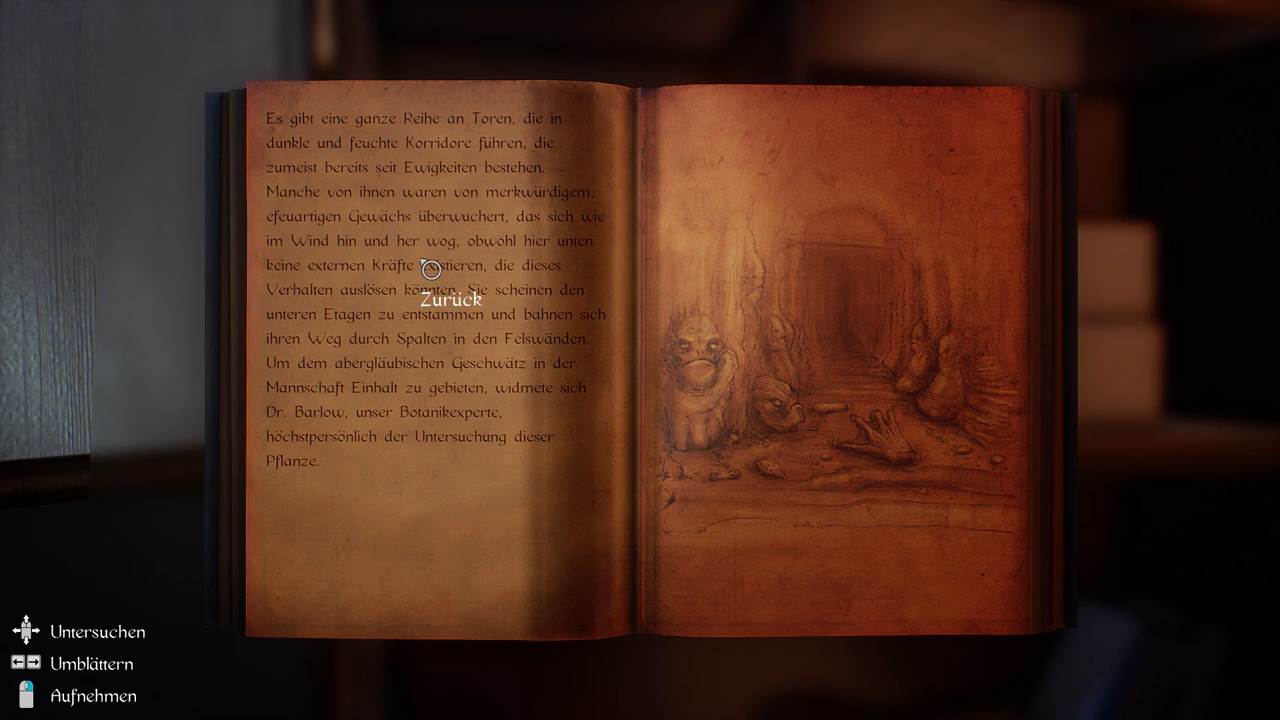 Es gibt eine ganze Reihe an Toren, die in
dunkle und feuchte Korridore führen, die
zumeist bereits seit Ewigkeiten bestehen.
Manche von ihnen waren von merkwürdigem,
efeuartigen Gewächs überwuchert, das sich wie
im Wind hin und her wog, obwohl hier unten
keine externen Kräfte existieren, die dieses
Verhalten auslösen könnten. Sie scheinen den
unteren Etagen zu entstammen und bahnen sich
ihren Weg durch Spalten in den Felswänden.
Um dem abergläubischen Geschwätz in der
Mannschaft Einhalt zu gebieten, widmete sich
Dr. Barlow, unser Botanikexperte,
höchstpersönlich der Untersuchung dieser
Pflanze.
Zurück
Untersuchen
Umblättern
Aufnehmen